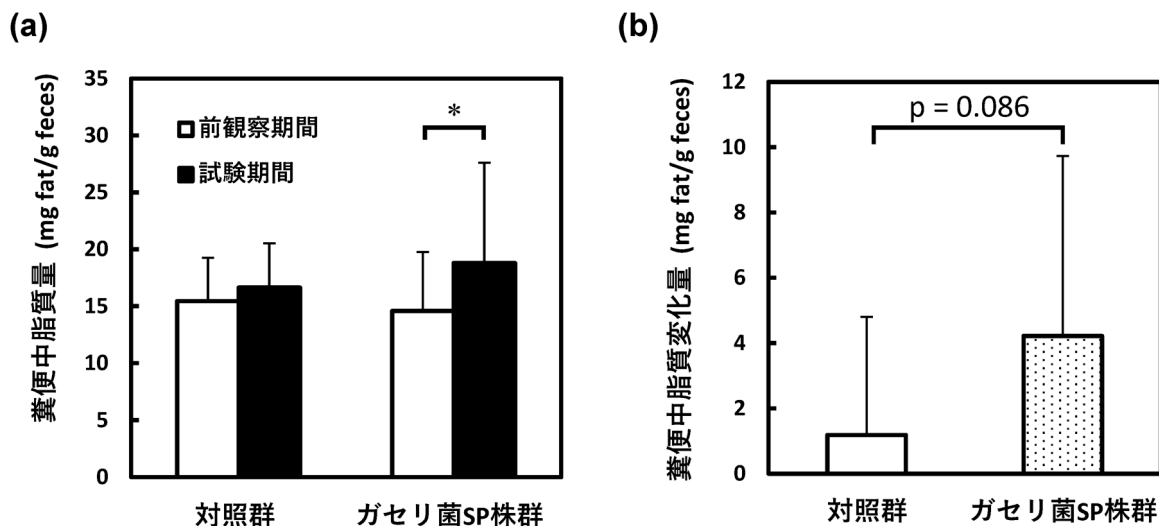 (a)
糞便中脂質量 (mg fat/g feces)
35
30
25
20
15
10
5
0
前観察期間
試験期間
*
対照群
ガセリ菌SP株群
(b)
糞便中脂質変化量 (mg fat/g feces)
12
10
8
6
4
2
0
p = 0.086
対照群
ガセリ菌SP株群